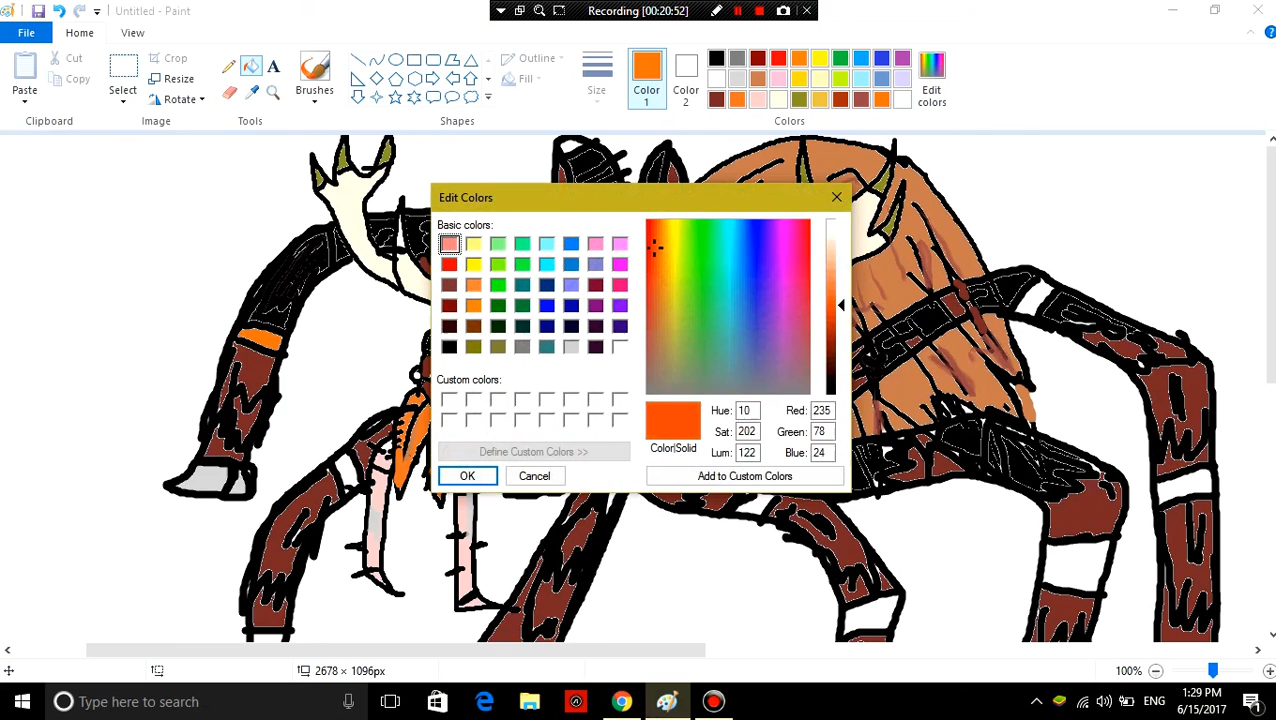 Untitled - Paint
Recording [00:20:52]
File
Home
View
Paste
Cut
Copy
Clipboard
Select
Crop
Resize
Rotate
Image
Tools
Brushes
Shapes
Outline
Fill
Size
Color 1
Color 2
Edit colors
Colors
Edit Colors
Basic colors:
Custom colors:
Define Custom Colors >>
OK
Cancel
Color|Solid
Hue: 10
Sat: 202
Lum: 122
Red: 235
Green: 78
Blue: 24
Add to Custom Colors
2678 × 1096px
100%
Type here to search
ENG
1:29 PM
6/15/2017
1